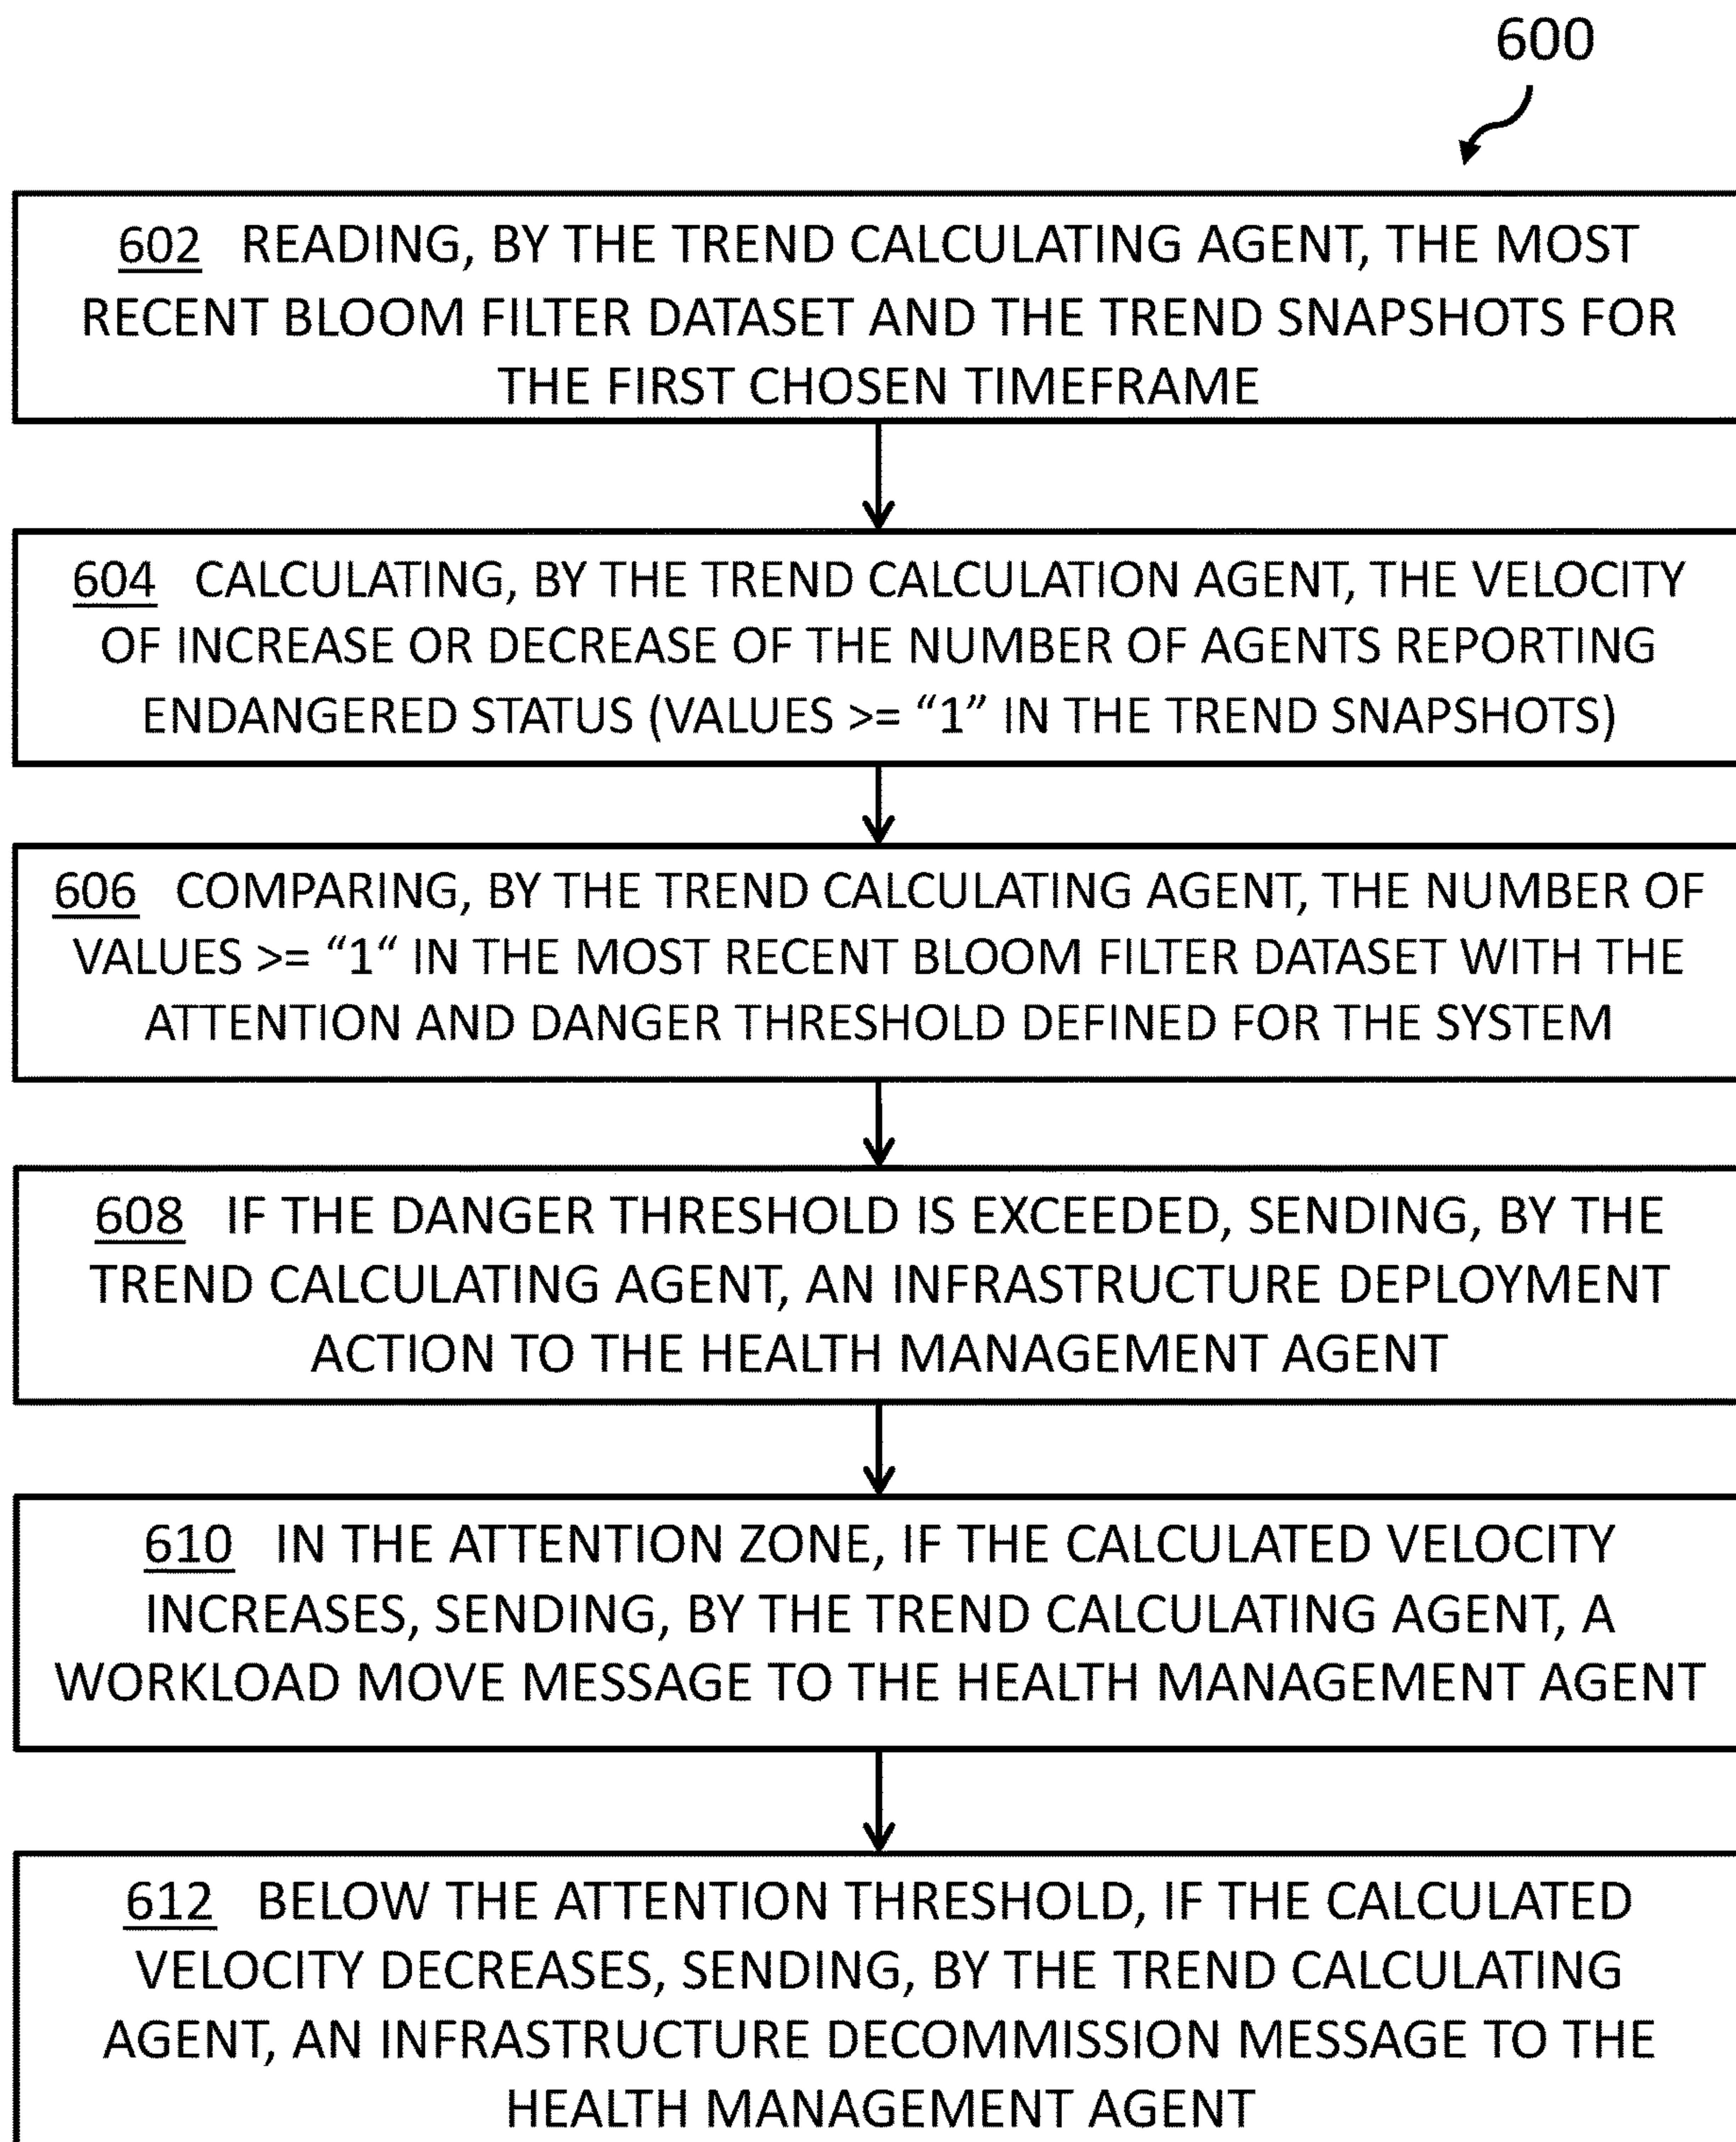 600
602 READING, BY THE TREND CALCULATING AGENT, THE MOST
RECENT BLOOM FILTER DATASET AND THE TREND SNAPSHOTS FOR
THE FIRST CHOSEN TIMEFRAME
604 CALCULATING, BY THE TREND CALCULATION AGENT, THE VELOCITY
OF INCREASE OR DECREASE OF THE NUMBER OF AGENTS REPORTING
ENDANGERED STATUS (VALUES >= “1” IN THE TREND SNAPSHOTS)
606 COMPARING, BY THE TREND CALCULATING AGENT, THE NUMBER OF
VALUES >= “1“ IN THE MOST RECENT BLOOM FILTER DATASET WITH THE
ATTENTION AND DANGER THRESHOLD DEFINED FOR THE SYSTEM
608 IF THE DANGER THRESHOLD IS EXCEEDED, SENDING, BY THE
TREND CALCULATING AGENT, AN INFRASTRUCTURE DEPLOYMENT
ACTION TO THE HEALTH MANAGEMENT AGENT
610 IN THE ATTENTION ZONE, IF THE CALCULATED VELOCITY
INCREASES, SENDING, BY THE TREND CALCULATING AGENT, A
WORKLOAD MOVE MESSAGE TO THE HEALTH MANAGEMENT AGENT
612 BELOW THE ATTENTION THRESHOLD, IF THE CALCULATED
VELOCITY DECREASES, SENDING, BY THE TREND CALCULATING
AGENT, AN INFRASTRUCTURE DECOMMISSION MESSAGE TO THE
HEALTH MANAGEMENT AGENT